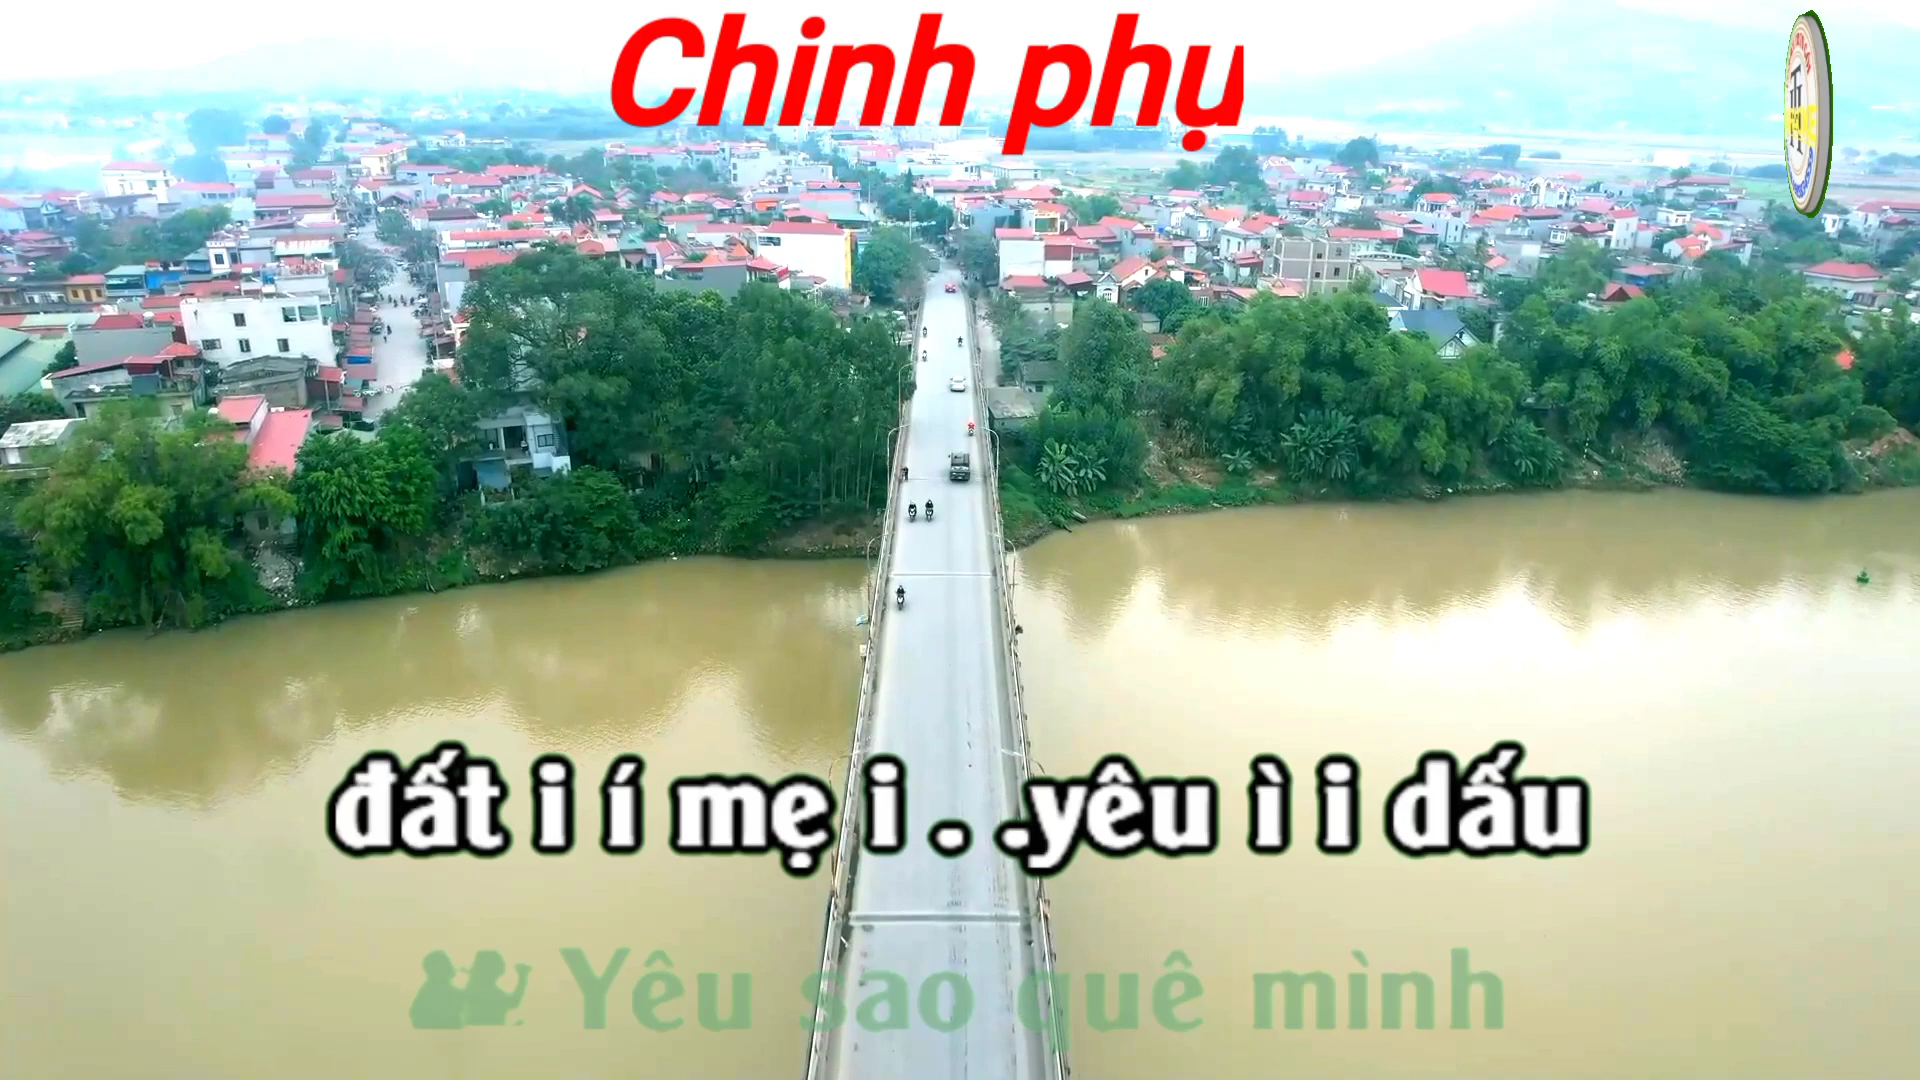 Chinh phụ
đất i í mẹ i . .yêu ì i dấu
Yêu sao quê mình